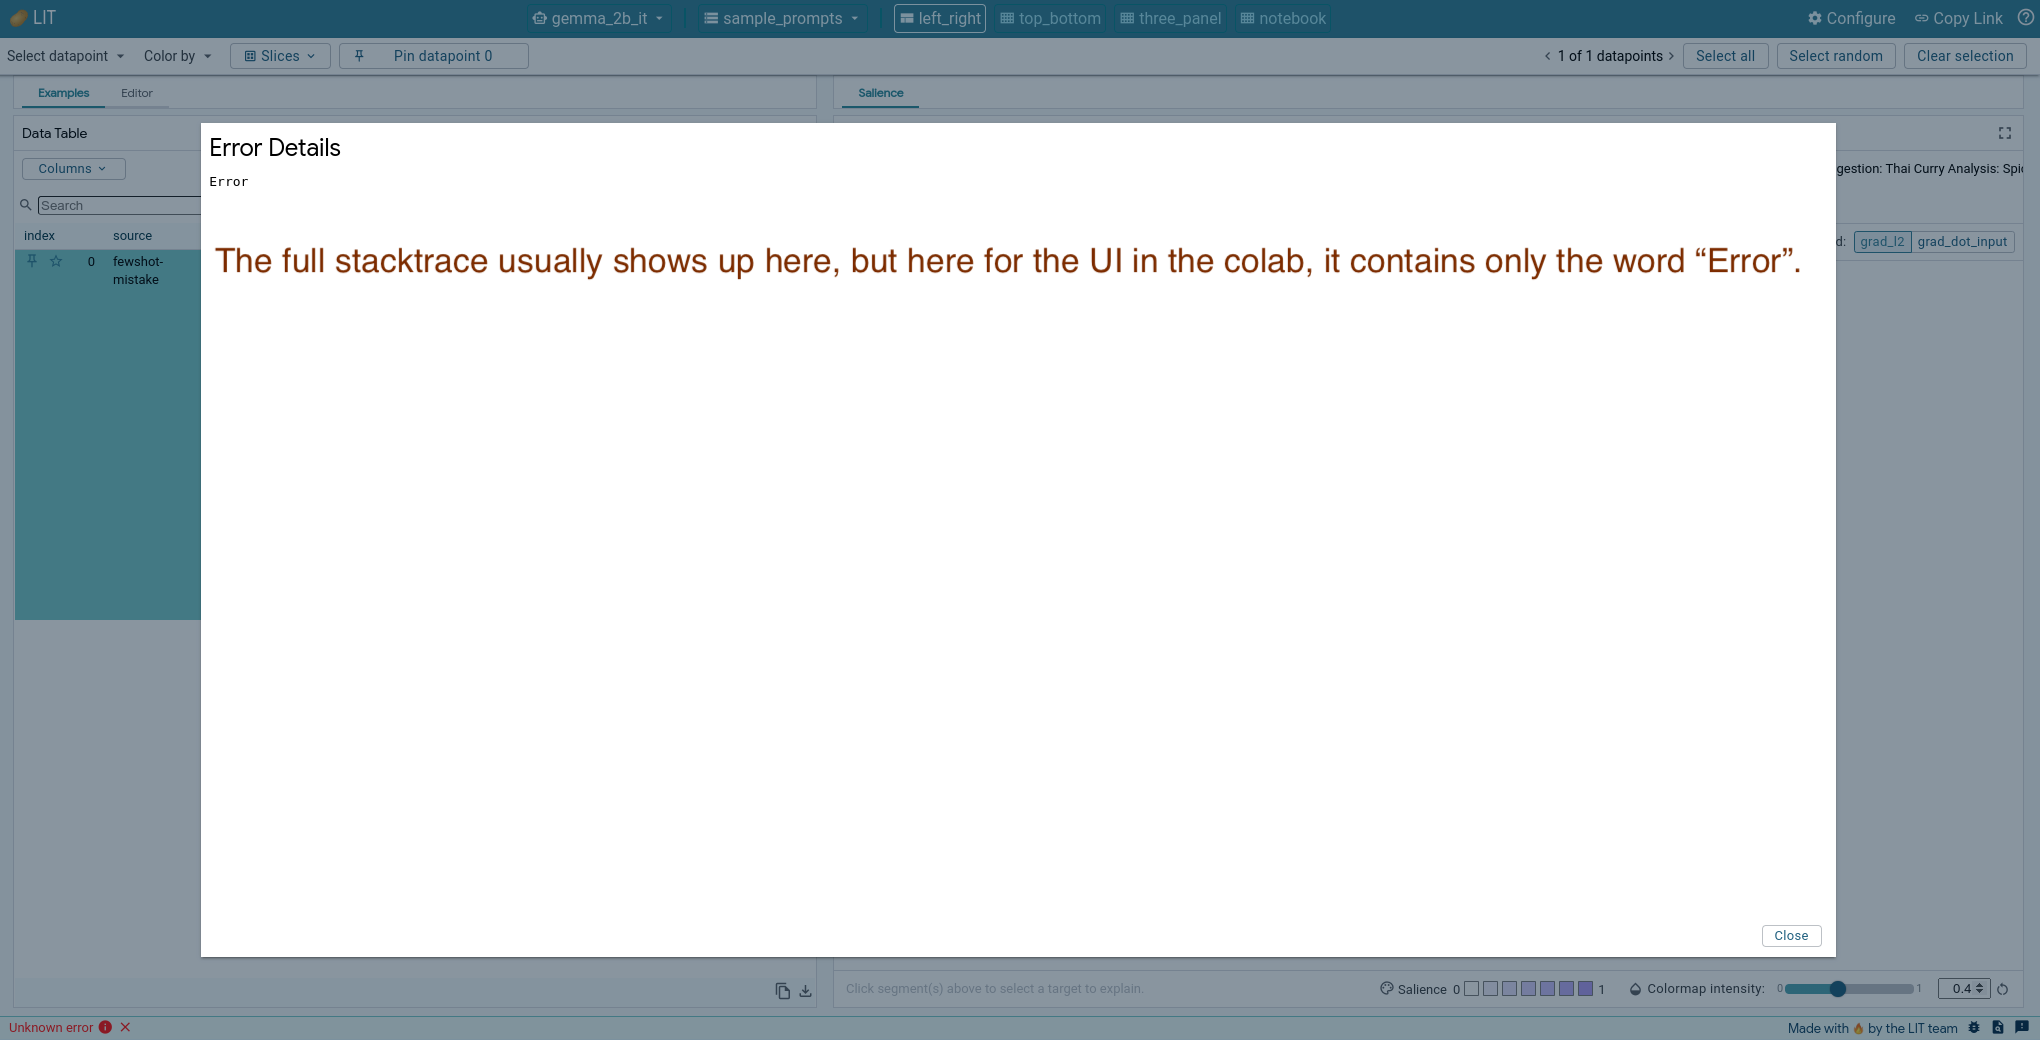 LIT
gemma_2b_it
sample_prompts
left_right
top_bottom
three_panel
notebook
Configure
Copy Link
Select datapoint
Color by
Slices
Pin datapoint 0
1 of 1 datapoints
Select all
Select random
Clear selection
Examples
Editor
Salience
Data Table
Columns
Search
index
source
0
fewshot-
mistake
Error Details
Error
The full stacktrace usually shows up here, but here for the UI in the colab, it contains only the word “Error”.
Close
gestion: Thai Curry Analysis: Spic
d:
grad_l2
grad_dot_input
Click segment(s) above to select a target to explain.
Salience
0
1
Colormap intensity:
0
1
0.4
Unknown error
Made with 🔥 by the LIT team